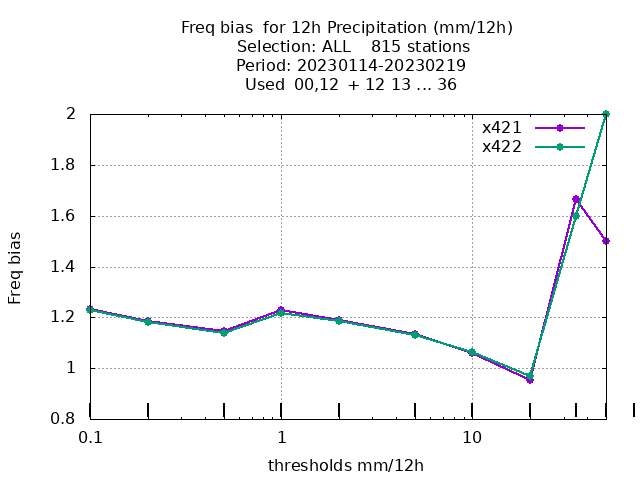 Freq bias  for 12h Precipitation (mm/12h)
Selection: ALL    815 stations
Period: 20230114-20230219
Used  00,12  + 12 13 ... 36
x421
x422
Freq bias
2
1.8
1.6
1.4
1.2
1
0.8
0.1
1
10
thresholds mm/12h